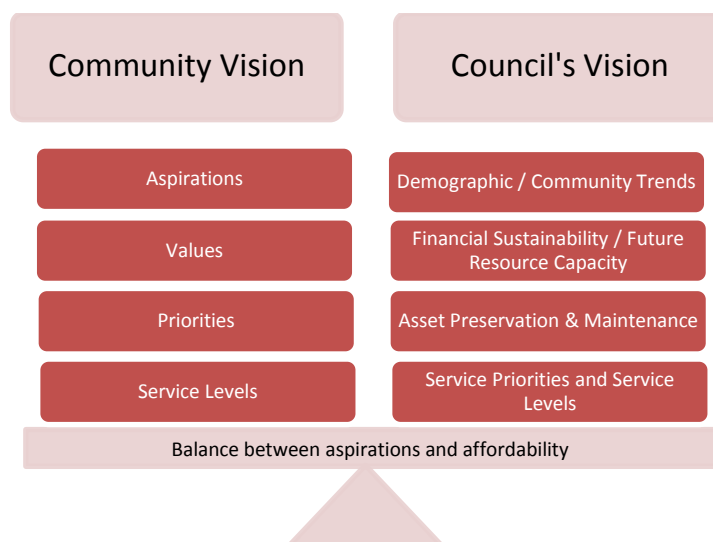 Community Vision
Aspirations
Values
Priorities
Service Levels
Council's Vision
Demographic / Community Trends
Financial Sustainability / Future
Resource Capacity
Asset Preservation & Maintenance
Service Priorities and Service
Levels
Balance between aspirations and affordability